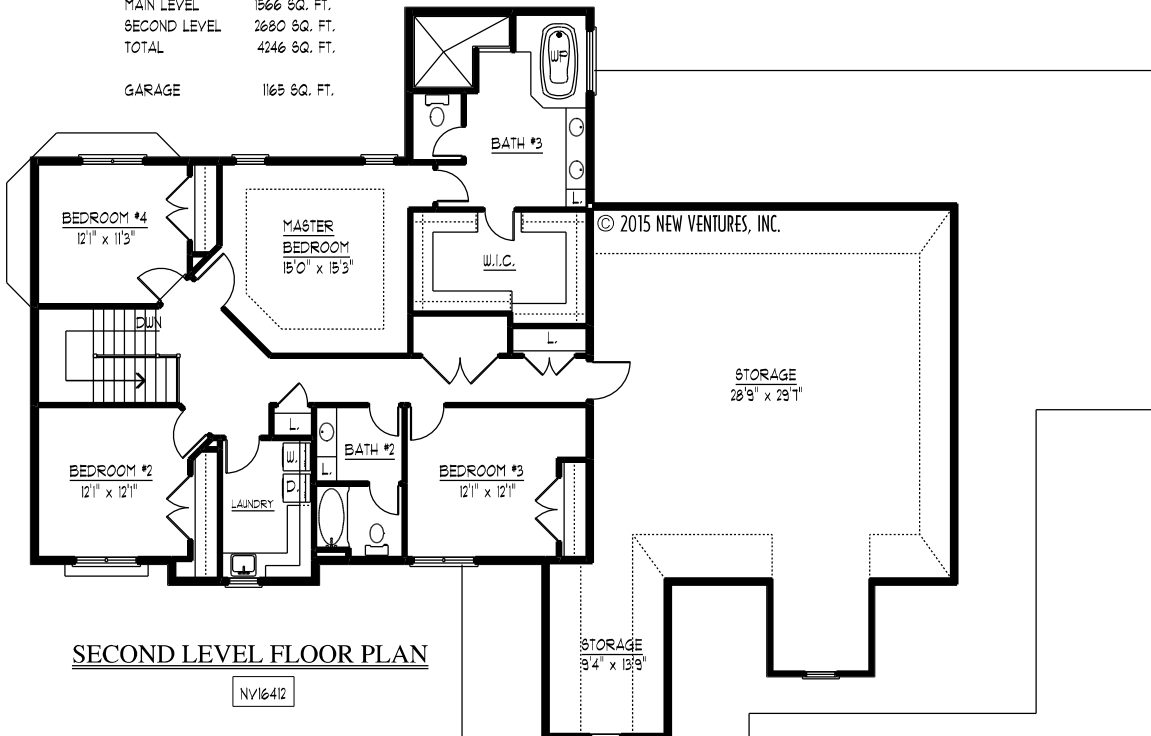 MAIN LEVEL 1566 SQ. FT.
SECOND LEVEL 2680 SQ. FT.
TOTAL 4246 SQ. FT.
GARAGE 1165 SQ. FT.
WP
BATH #3
L.
BEDROOM #4
12'1" x 11'3"
MASTER
BEDROOM
15'0" x 15'3"
© 2015 NEW VENTURES, INC.
W.I.C.
DWN
L.
STORAGE
28'9" x 29'7"
L.
BEDROOM #2
12'1" x 12'1"
W.
D.
LAUNDRY
BATH #2
L.
BEDROOM #3
12'1" x 12'1"
STORAGE
9'4" x 13'9"
SECOND LEVEL FLOOR PLAN
NV16412